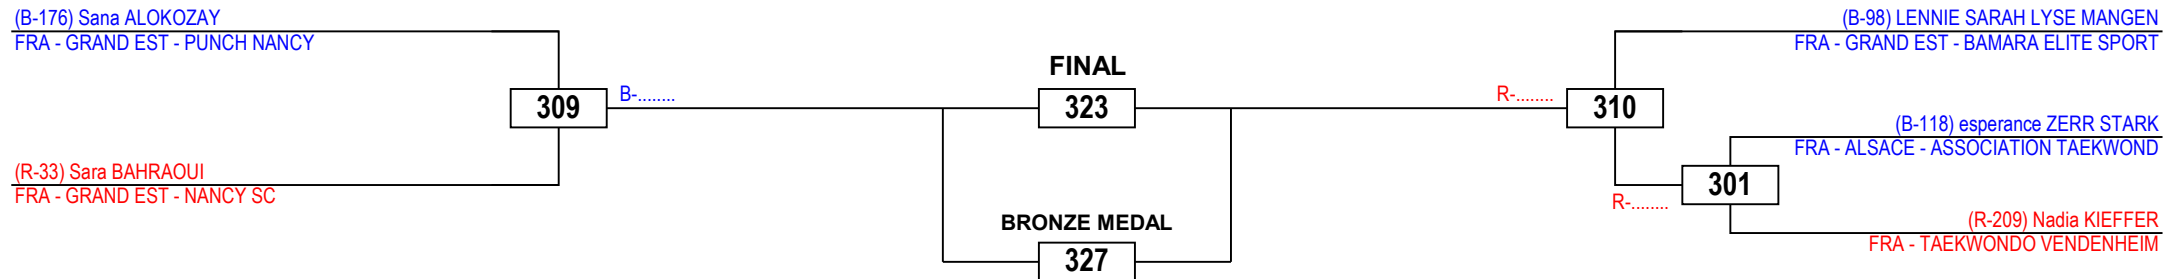 (B-176) Sana ALOKOZAY
FRA - GRAND EST - PUNCH NANCY
(R-33) Sara BAHRAOUI
FRA - GRAND EST - NANCY SC
309
B-........
FINAL
323
BRONZE MEDAL
327
R-........
310
(B-98) LENNIE SARAH LYSE MANGEN
FRA - GRAND EST - BAMARA ELITE SPORT
(B-118) esperance ZERR STARK
FRA - ALSACE - ASSOCIATION TAEKWOND
301
R-........
(R-209) Nadia KIEFFER
FRA - TAEKWONDO VENDENHEIM